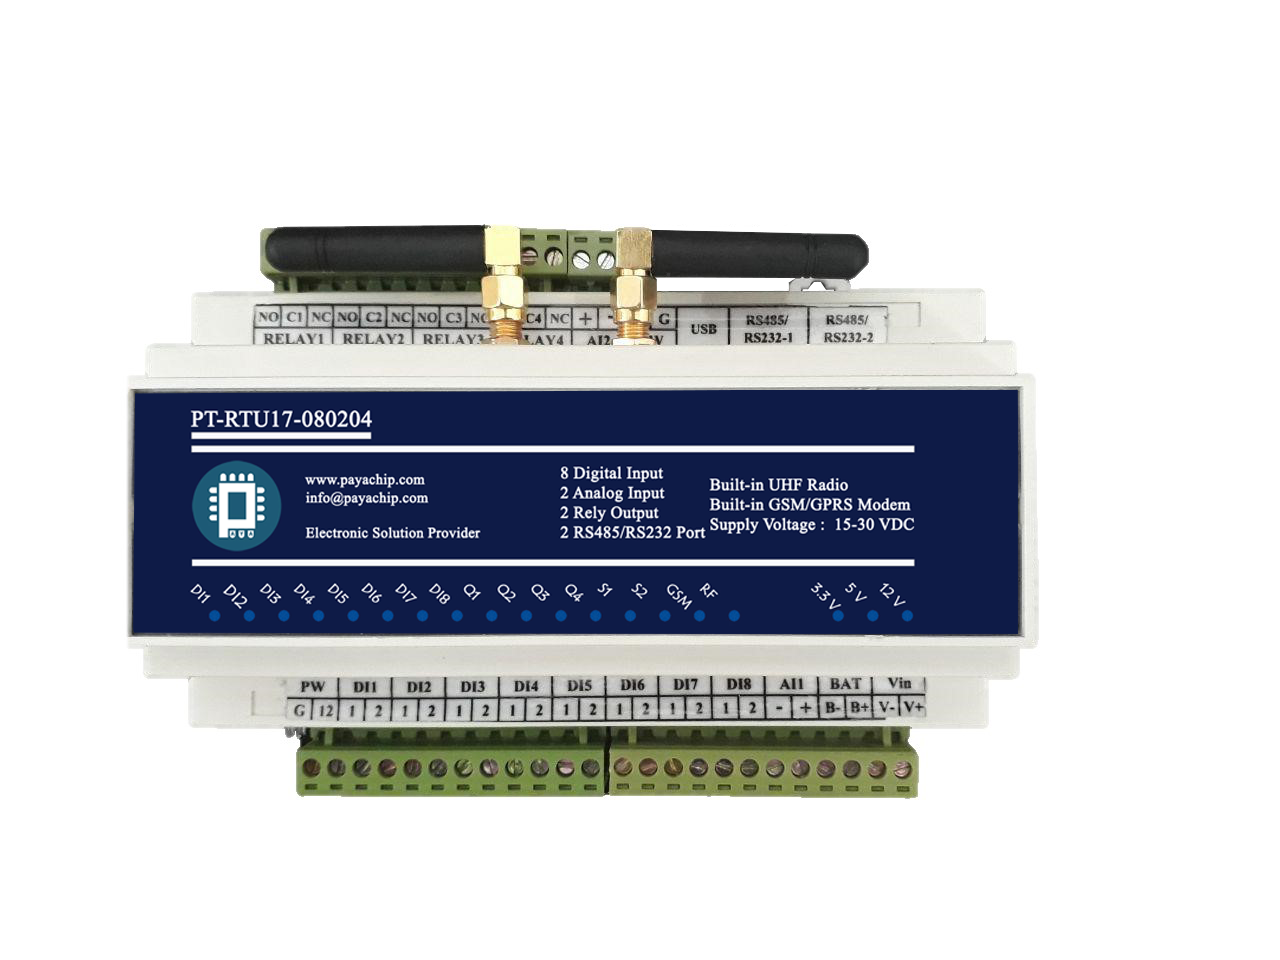 NO C1 NC NO C2 NC NO C3 C4 NC + G USB RS485/ RS485/
RELAY1 RELAY2 RELAY3 AI2 RS232-1 RS232-2
PT-RTU17-080204
www.payachip.com
info@payachip.com
Electronic Solution Provider
8 Digital Input
2 Analog Input
2 Rely Output
2 RS485/RS232 Port
Built-in UHF Radio
Built-in GSM/GPRS Modem
Supply Voltage : 15-30 VDC
DI1 DI2 DI3 DI4 DI5 DI6 DI7 DI8 Q1 Q2 Q3 Q4 S1 S2 GSM RF 3.3 V 5 V 12 V
PW DI1 DI2 DI3 DI4 DI5 DI6 DI7 DI8 AI1 BAT Vin
G 12 1 2 1 2 1 2 1 2 1 2 1 2 1 2 1 2 - + B- B+ V- V+